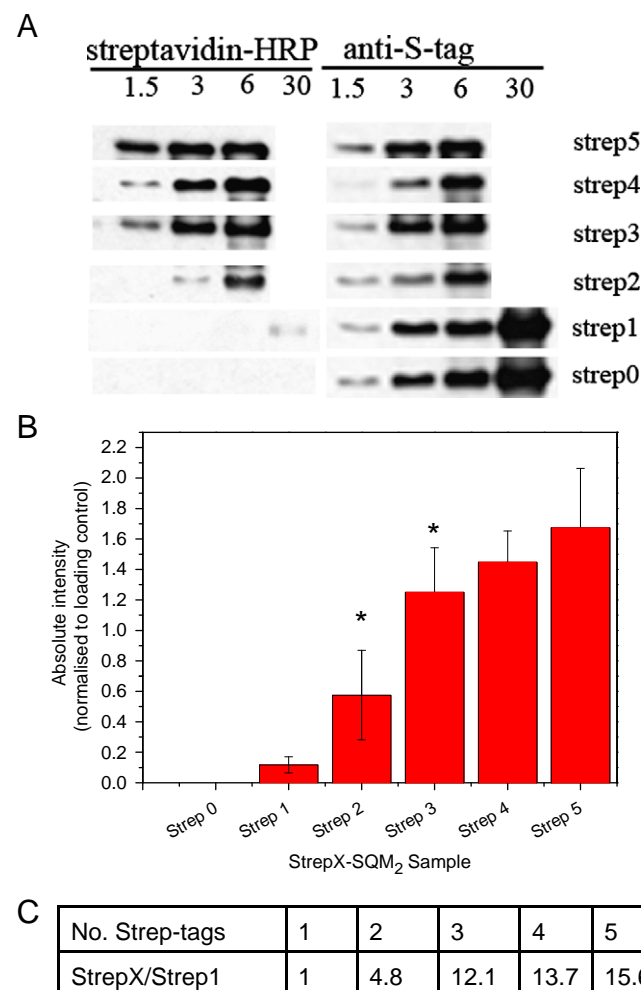 A
streptavidin-HRP anti-S-tag
1.5 3 6 30 1.5 3 6 30
strep5
strep4
strep3
strep2
strep1
strep0
B
Absolute intensity
(normalised to loading control)
2.2
2.0
1.8
1.6
1.4
1.2
1.0
0.8
0.6
0.4
0.2
0.0
*
*
Strep 0 Strep 1 Strep 2 Strep 3 Strep 4 Strep 5
StrepX-SQM2 Sample
C
No. Strep-tags 1 2 3 4 5
StrepX/Strep1 1 4.8 12.1 13.7